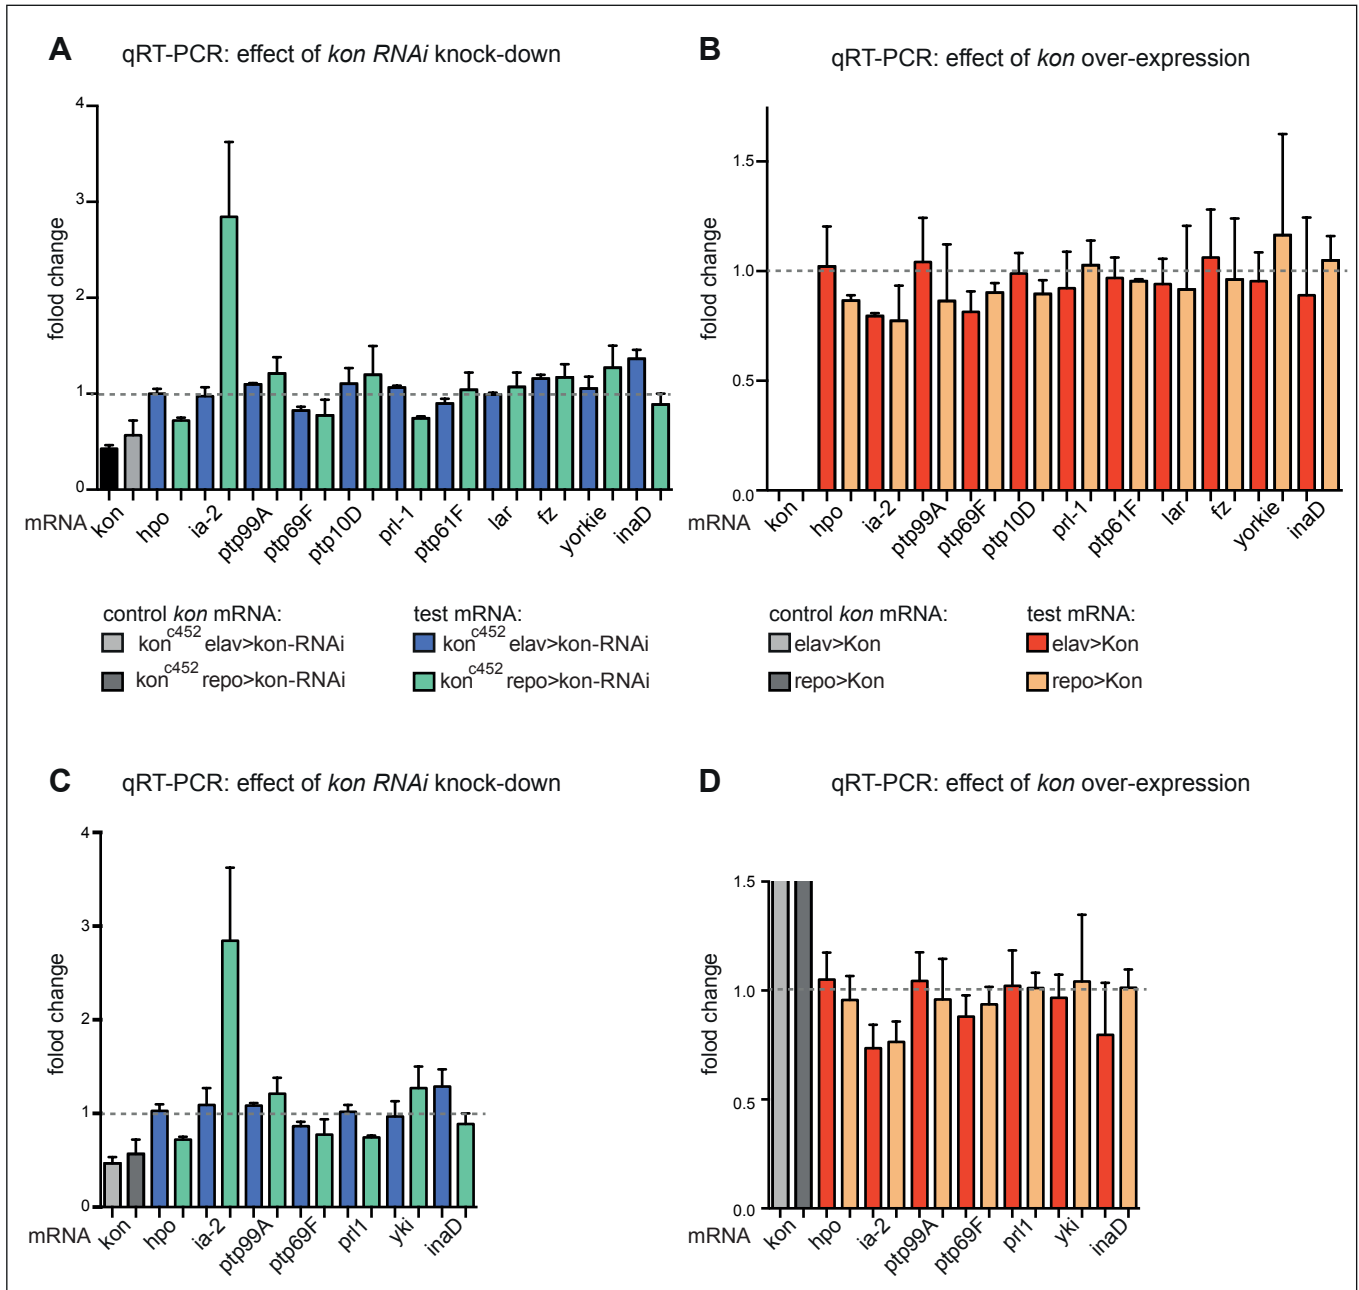 A qRT-PCR: effect of kon RNAi knock-down
folod change
4
3
2
1
0
mRNA kon hpo ia-2 ptp99A ptp69F ptp10D prl-1 ptp61F lar fz yorkie inaD
control kon mRNA:
kon^c452 elav>kon-RNAi
kon^c452 repo>kon-RNAi
test mRNA:
kon^c452 elav>kon-RNAi
kon^c452 repo>kon-RNAi
B qRT-PCR: effect of kon over-expression
folod change
1.5
1.0
0.5
0.0
mRNA kon hpo ia-2 ptp99A ptp69F ptp10D prl-1 ptp61F lar fz yorkie inaD
control kon mRNA:
elav>Kon
repo>Kon
test mRNA:
elav>Kon
repo>Kon
C qRT-PCR: effect of kon RNAi knock-down
folod change
4
3
2
1
0
mRNA kon hpo ia-2 ptp99A ptp69F prl1 yki inaD
D qRT-PCR: effect of kon over-expression
folod change
1.5
1.0
0.5
0.0
mRNA kon hpo ia-2 ptp99A ptp69F prl1 yki inaD